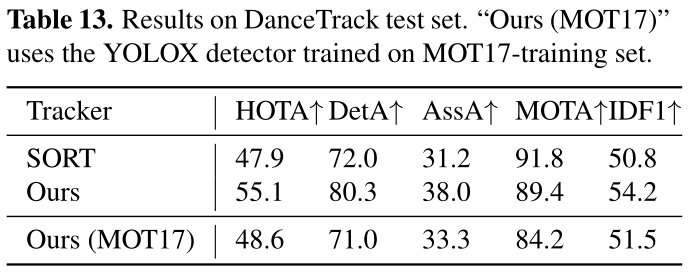 Table 13. Results on DanceTrack test set. “Ours (MOT17)”
uses the YOLOX detector trained on MOT17-training set.
Tracker HOTA↑ DetA↑ AssA↑ MOTA↑ IDF1↑
SORT 47.9 72.0 31.2 91.8 50.8
Ours 55.1 80.3 38.0 89.4 54.2
Ours (MOT17) 48.6 71.0 33.3 84.2 51.5